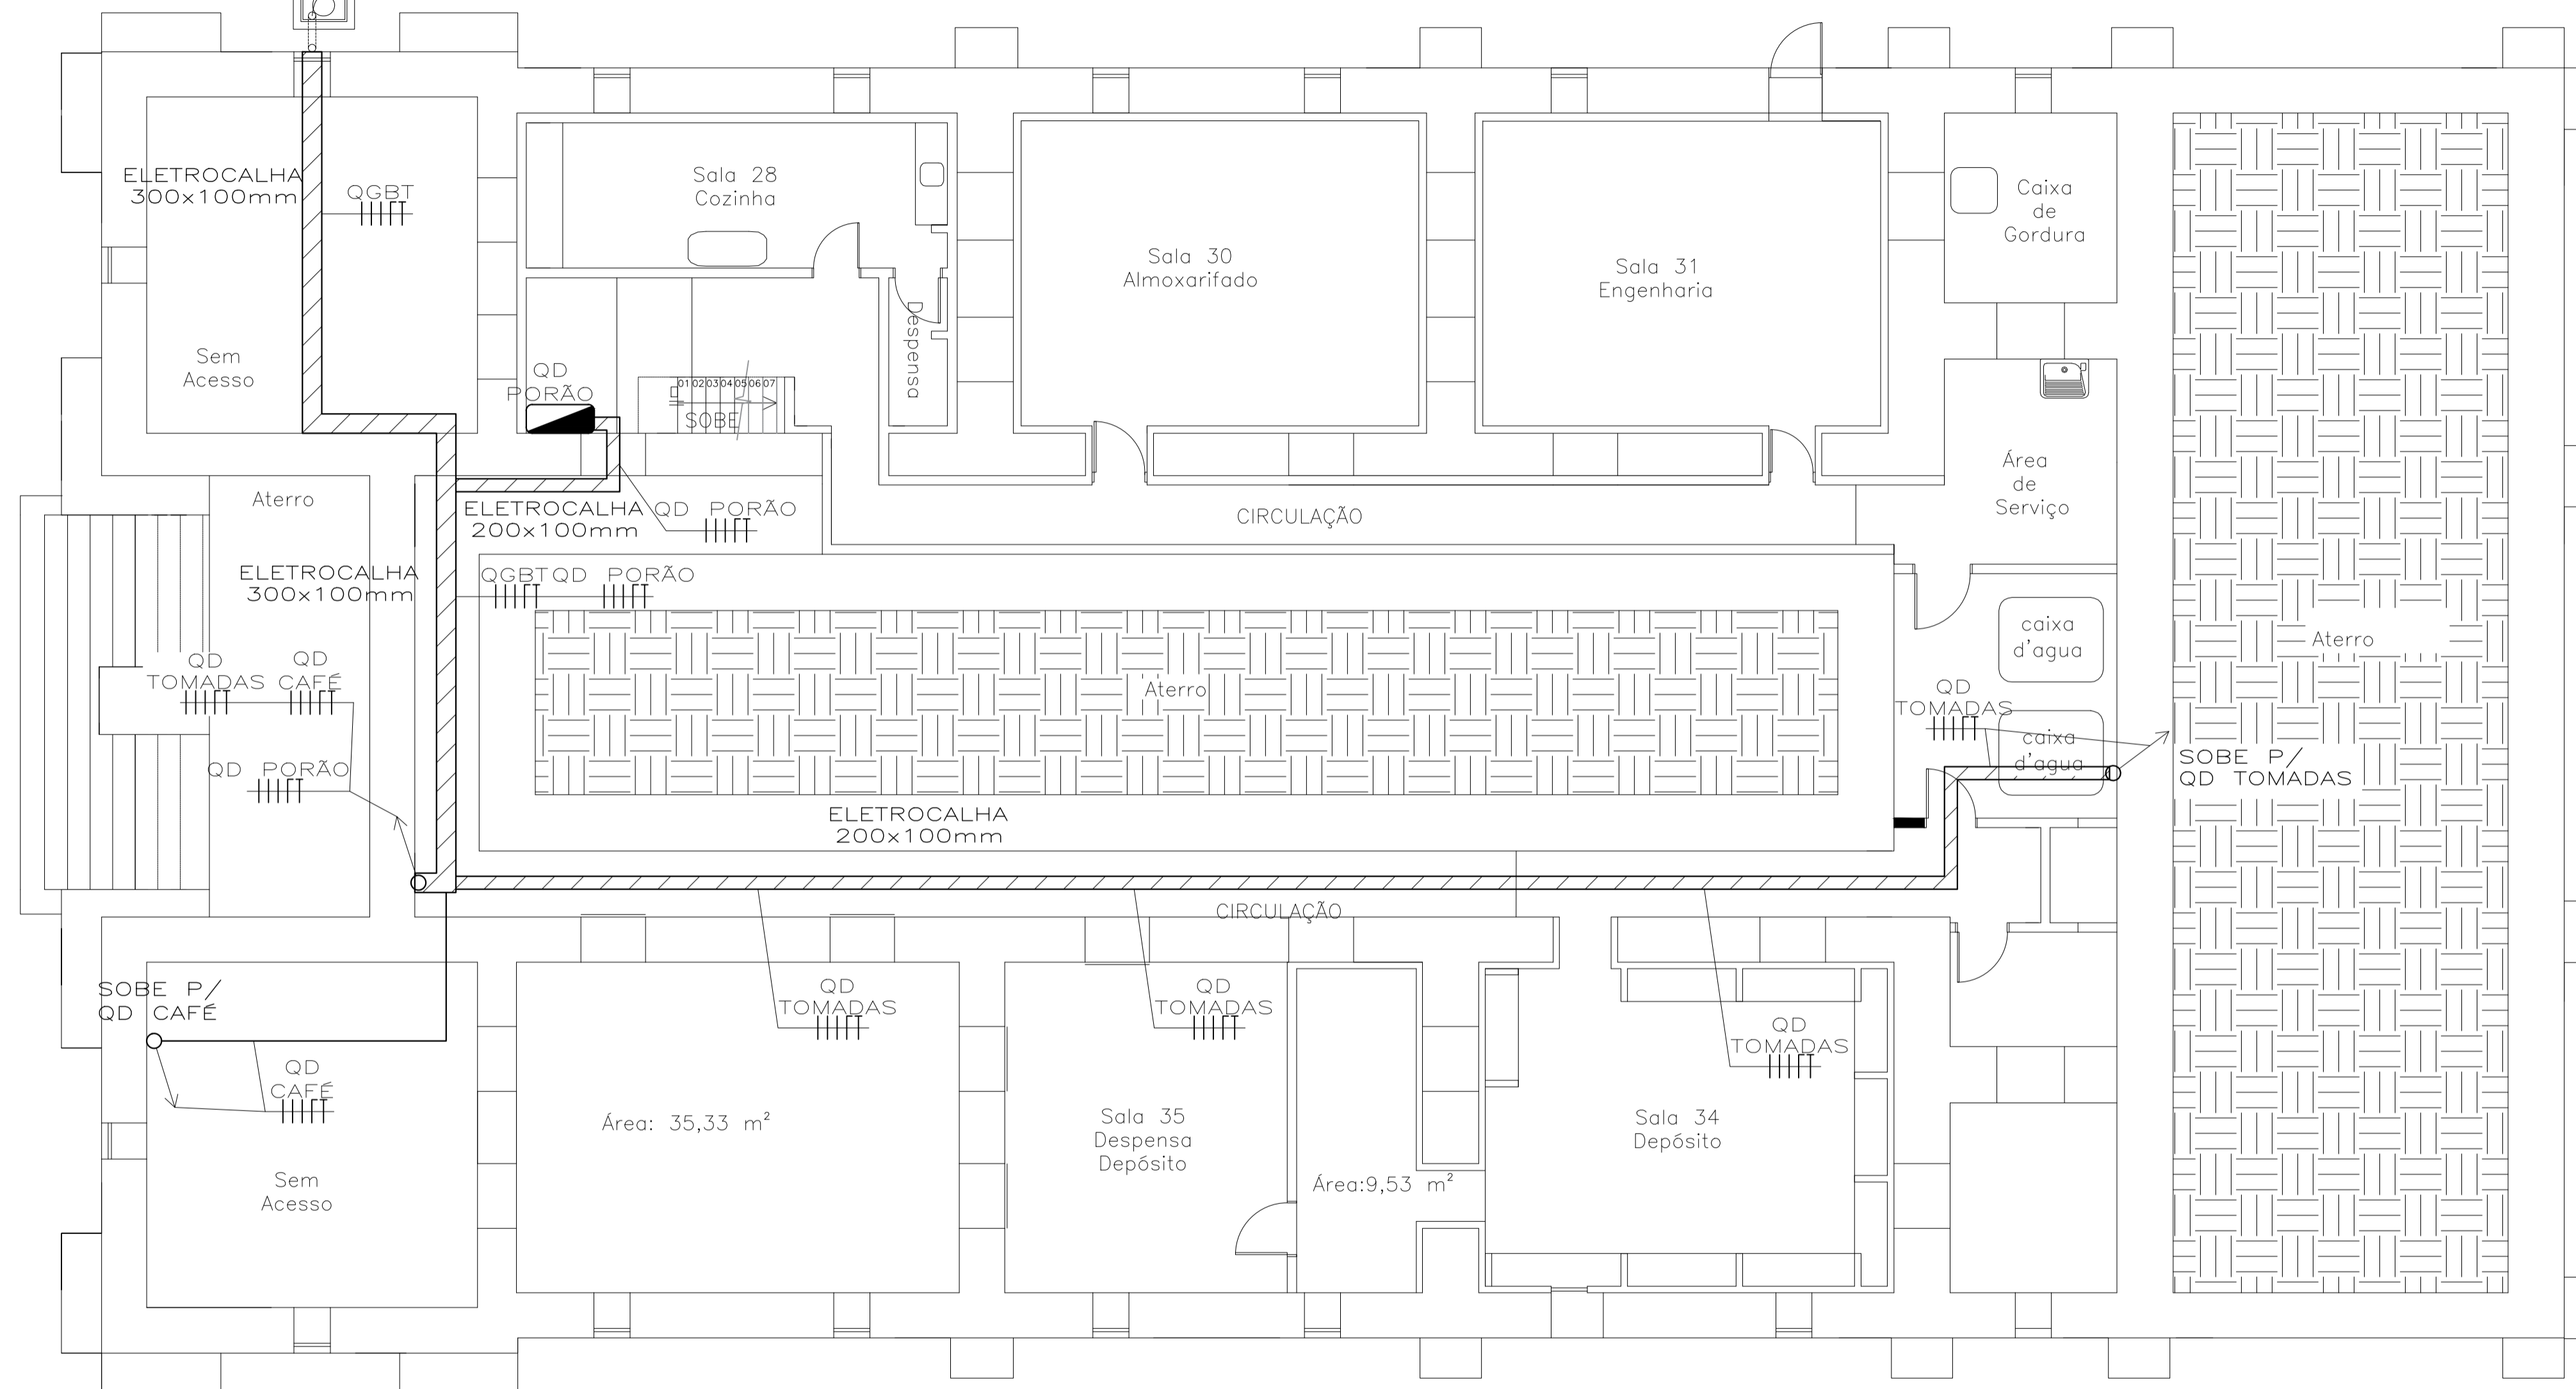 ELETROCALHA
300x100mm
QGBT
Sala 28
Cozinha
Sala 30
Almoxarifado
Sala 31
Engenharia
Caixa
de
Gordura
Sem
Acesso
QD
PORÃO
01 02 03 04 05 06 07
SOBE
Despensa
Aterro
ELETROCALHA
200x100mm
QD PORÃO
CIRCULAÇÃO
Área
de
Serviço
ELETROCALHA
300x100mm
QGBT QD PORÃO
caixa
d'agua
Aterro
QD
TOMADAS
QD
CAFÉ
Aterro
QD
TOMADAS
caixa
d'agua
SOBE P/
QD TOMADAS
QD PORÃO
ELETROCALHA
200x100mm
CIRCULAÇÃO
SOBE P/
QD CAFÉ
QD
TOMADAS
QD
TOMADAS
QD
TOMADAS
QD
CAFÉ
Área: 35,33 m²
Sala 35
Despensa
Depósito
Sala 34
Depósito
Área:9,53 m²
Sem
Acesso